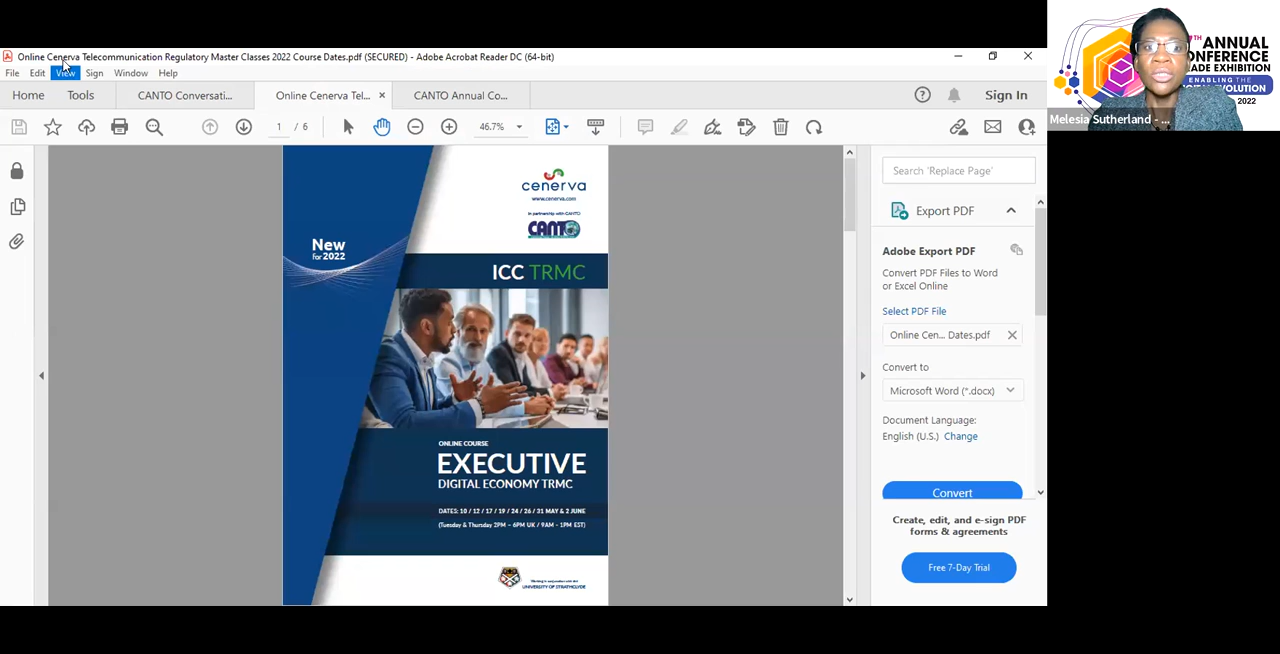 Online Cenerva Telecommunication Regulatory Master Classes 2022 Course Dates.pdf (SECURED) - Adobe Acrobat Reader DC (64-bit)
File Edit View Sign Window Help
Home Tools CANTO Conversati... Online Cenerva Tel... CANTO Annual Co... Sign In
1 / 6 46.7%
cenerva
www.cenerva.com
In partnership with CANTO
CANTO
New
for 2022
ICC TRMC
ONLINE COURSE
EXECUTIVE
DIGITAL ECONOMY TRMC
DATES: 10 / 12 / 17 / 19 / 24 / 26 / 31 MAY & 2 JUNE
(Tuesday & Thursday 2PM – 6PM UK / 9AM - 1PM EST)
UNIVERSITY OF STRATHCLYDE
Search 'Replace Page'
Export PDF
Adobe Export PDF
Convert PDF Files to Word
or Excel Online
Select PDF File
Online Cen... Dates.pdf
Convert to
Microsoft Word (*.docx)
Document Language:
English (U.S.) Change
Convert
Create, edit, and e-sign PDF
forms & agreements
Free 7-Day Trial
ANNUAL
ENABLING THE
2022
Melesia Sutherland - ...